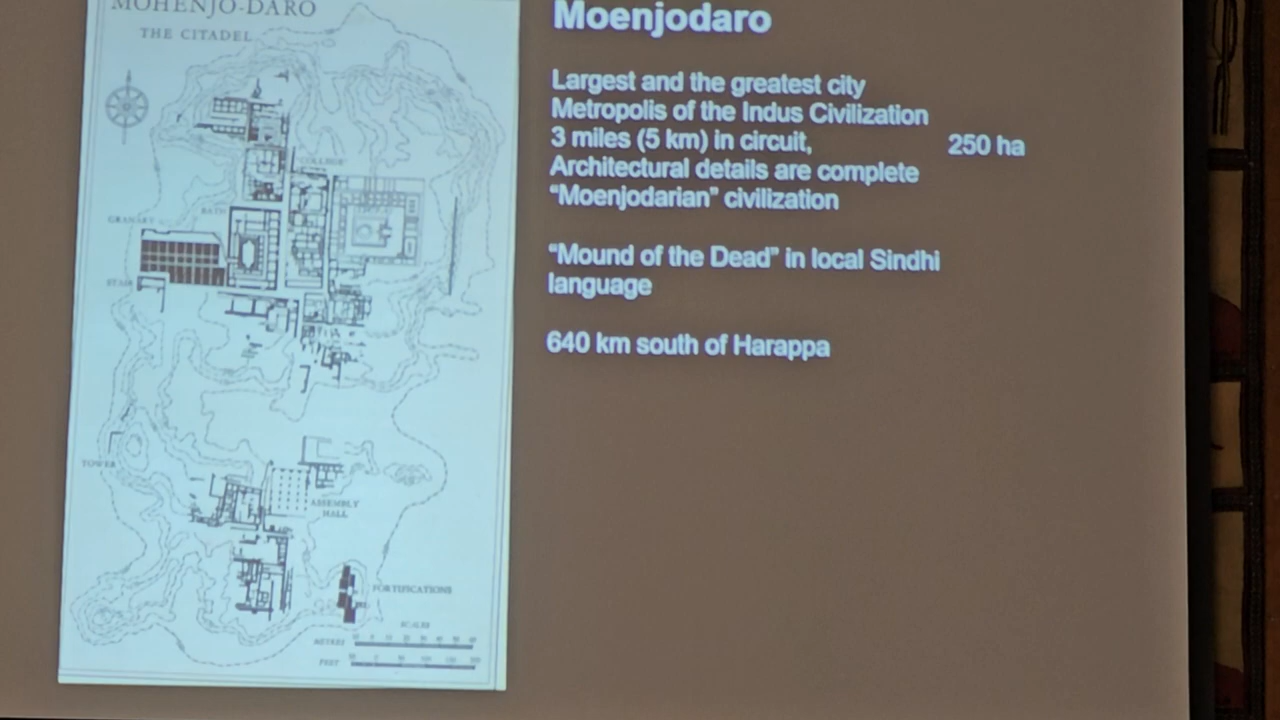 MOHENJO-DARO
THE CITADEL
COLLEGE
BATH
GRANARY
STAIR
TOWER
ASSEMBLY
HALL
FORTIFICATIONS
SCALES
METRES
FEET
Moenjodaro
Largest and the greatest city
Metropolis of the Indus Civilization
3 miles (5 km) in circuit,
250 ha
Architectural details are complete
“Moenjodarian” civilization
“Mound of the Dead” in local Sindhi
language
640 km south of Harappa